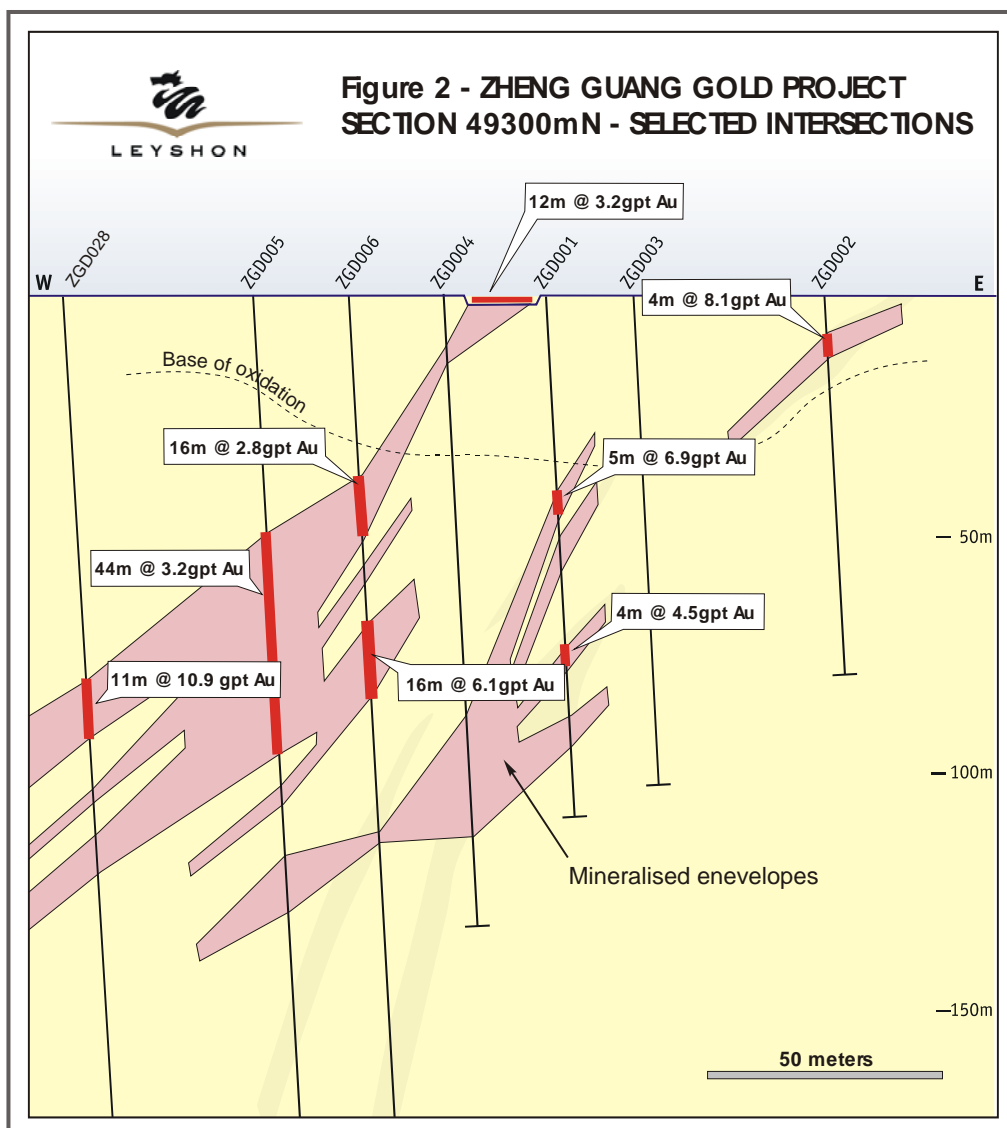 LEYSHON
Figure 2 - ZHENG GUANG GOLD PROJECT
SECTION 49300mN - SELECTED INTERSECTIONS
12m @ 3.2gpt Au
ZGD028
ZGD005
ZGD006
ZGD004
ZGD001
ZGD003
ZGD002
W
E
4m @ 8.1gpt Au
Base of oxidation
16m @ 2.8gpt Au
5m @ 6.9gpt Au
50m
44m @ 3.2gpt Au
4m @ 4.5gpt Au
11m @ 10.9 gpt Au
16m @ 6.1gpt Au
100m
Mineralised enevelopes
150m
50 meters